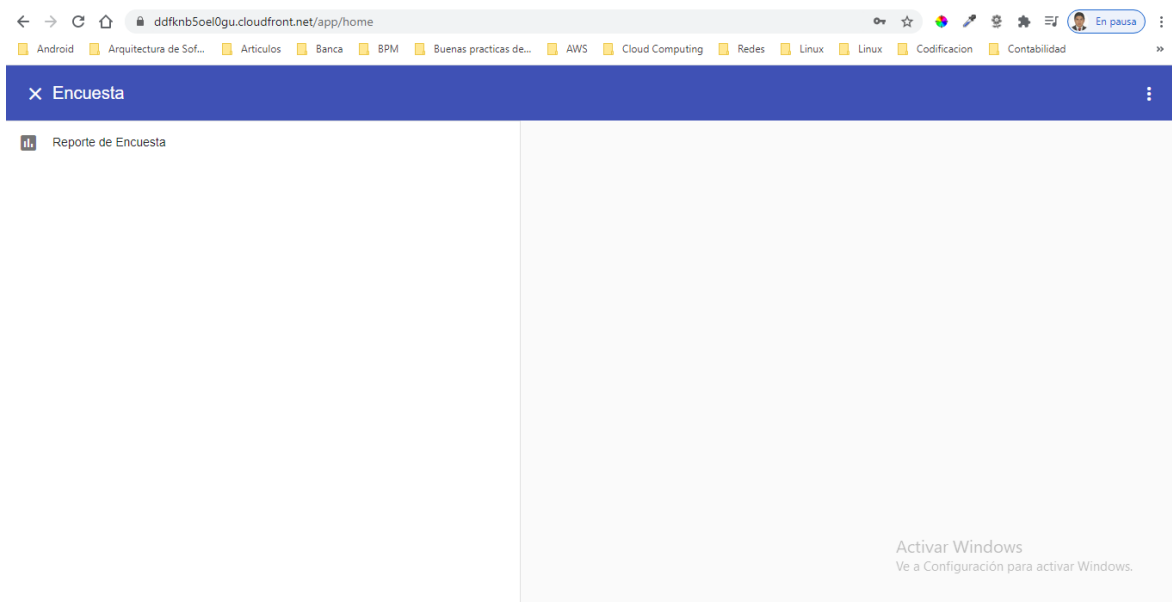 ddfknb5oel0gu.cloudfront.net/app/home En pausa
Android Arquitectura de Sof... Articulos Banca BPM Buenas practicas de... AWS Cloud Computing Redes Linux Linux Codificacion Contabilidad »
Encuesta
Reporte de Encuesta
Activar Windows
Ve a Configuración para activar Windows.